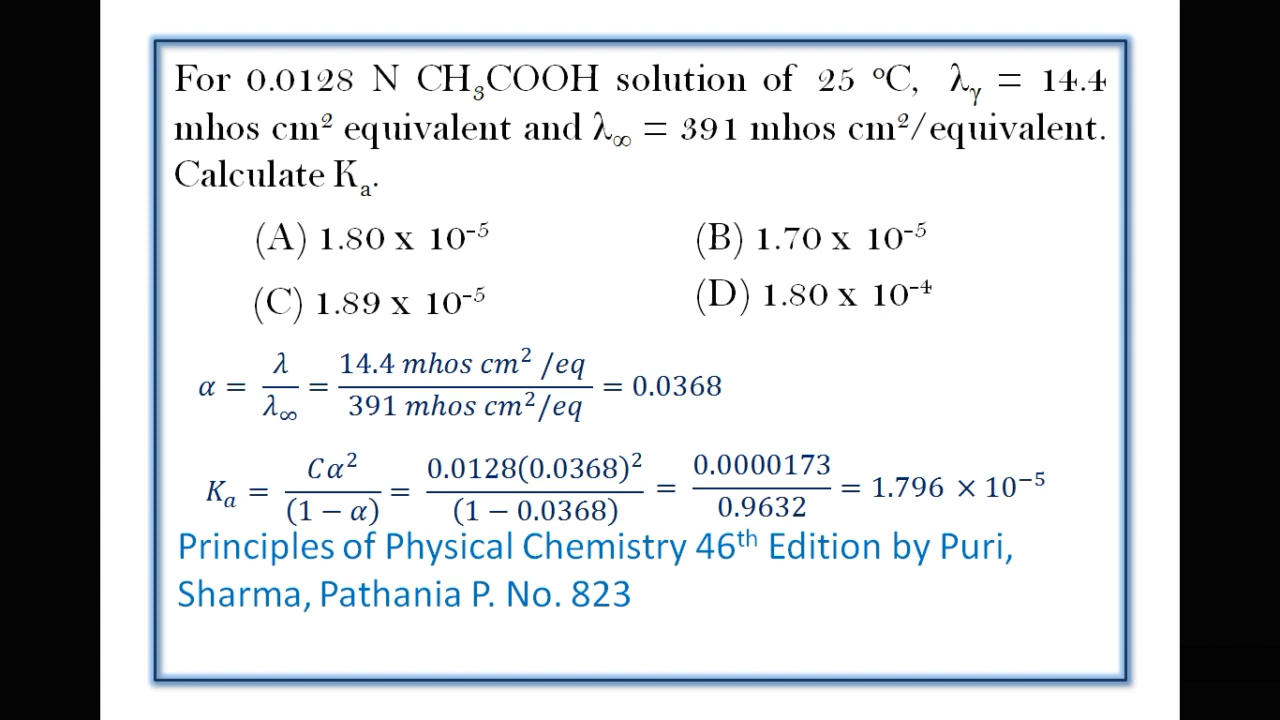 For 0.0128 N CH₃COOH solution of 25 °C, λᵧ = 14.4
mhos cm² equivalent and λ∞ = 391 mhos cm²/equivalent.
Calculate Kₐ.
(A) 1.80 x 10⁻⁵ (B) 1.70 x 10⁻⁵
(C) 1.89 x 10⁻⁵ (D) 1.80 x 10⁻⁴
α = λ/λ∞ = 14.4 mhos cm² /eq / 391 mhos cm²/eq = 0.0368
Kₐ = Cα²/(1 − α) = 0.0128(0.0368)²/(1 − 0.0368) = 0.0000173/0.9632 = 1.796 × 10⁻⁵
Principles of Physical Chemistry 46ᵗʰ Edition by Puri,
Sharma, Pathania P. No. 823